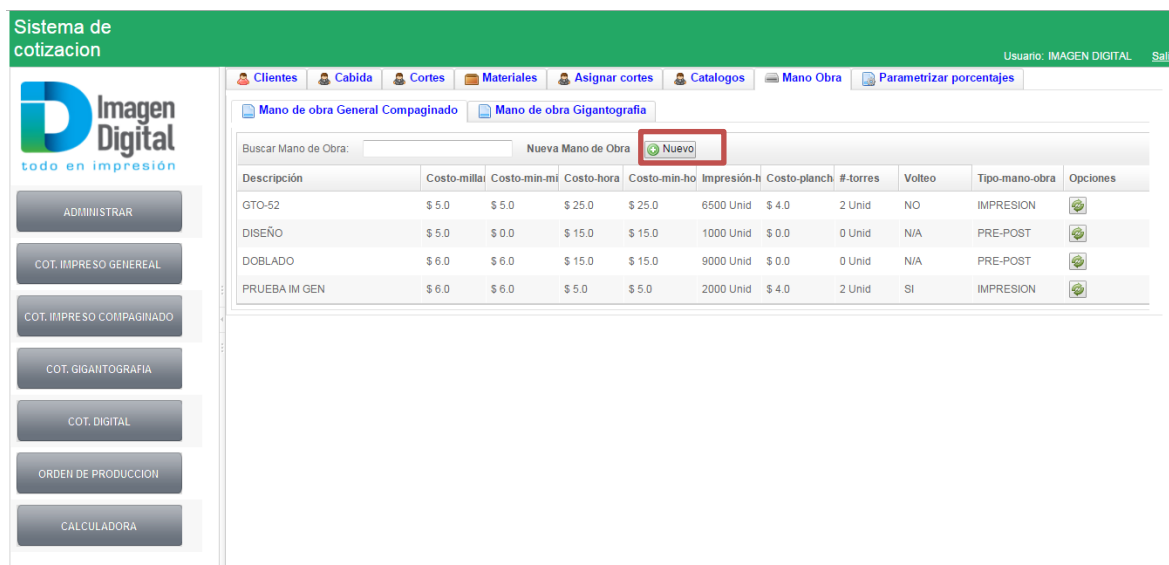 Sistema de
cotizacion
Usuario: IMAGEN DIGITAL Sali
Imagen
Digital
todo en impresión
ADMINISTRAR
COT. IMPRESO GENEREAL
COT. IMPRESO COMPAGINADO
COT. GIGANTOGRAFIA
COT. DIGITAL
ORDEN DE PRODUCCION
CALCULADORA
Clientes Cabida Cortes Materiales Asignar cortes Catalogos Mano Obra Parametrizar porcentajes
Mano de obra General Compaginado Mano de obra Gigantografia
Buscar Mano de Obra: Nueva Mano de Obra Nuevo
Descripción Costo-millar Costo-min-mi Costo-hora Costo-min-ho Impresión-h Costo-planch #-torres Volteo Tipo-mano-obra Opciones
GTO-52 $ 5.0 $ 5.0 $ 25.0 $ 25.0 6500 Unid $ 4.0 2 Unid NO IMPRESION
DISEÑO $ 5.0 $ 0.0 $ 15.0 $ 15.0 1000 Unid $ 0.0 0 Unid N/A PRE-POST
DOBLADO $ 6.0 $ 6.0 $ 15.0 $ 15.0 9000 Unid $ 0.0 0 Unid N/A PRE-POST
PRUEBA IM GEN $ 6.0 $ 6.0 $ 5.0 $ 5.0 2000 Unid $ 4.0 2 Unid SI IMPRESION